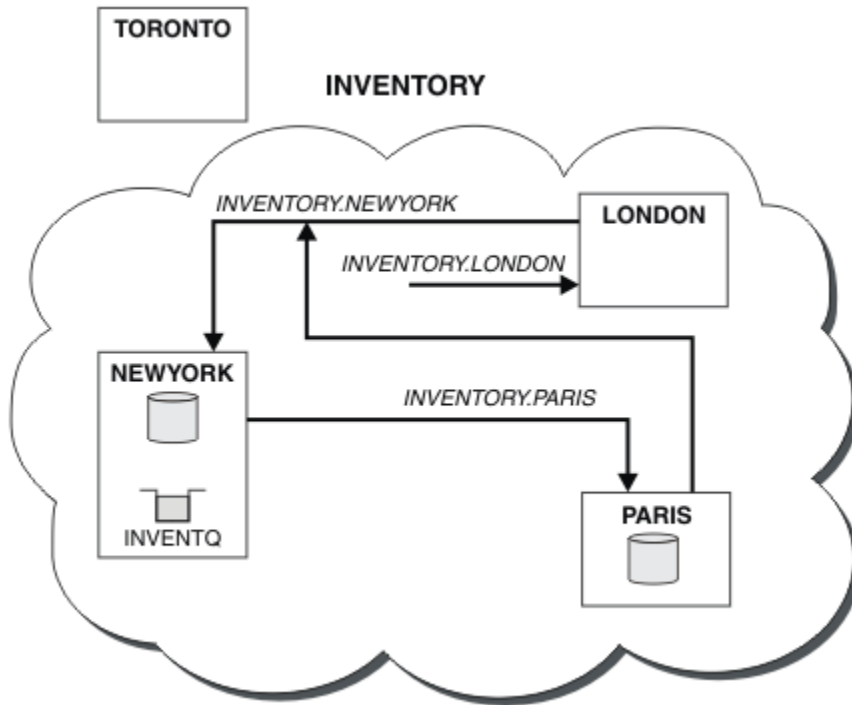 TORONTO
INVENTORY
INVENTORY.NEWYORK
LONDON
INVENTORY.LONDON
NEWYORK
INVENTORY.PARIS
PARIS
INVENTQ